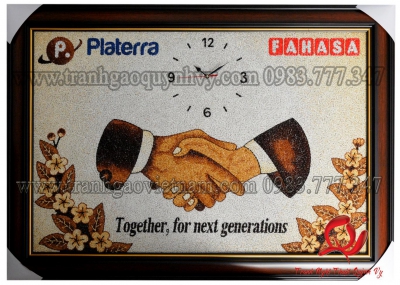 P.
Platerra
FAHASA
12
3
6
9
www.tranhgaoquynhvy.com 0983.777.347
www.tranhgaovietnam.com 0983.777.347
Together, for next generations